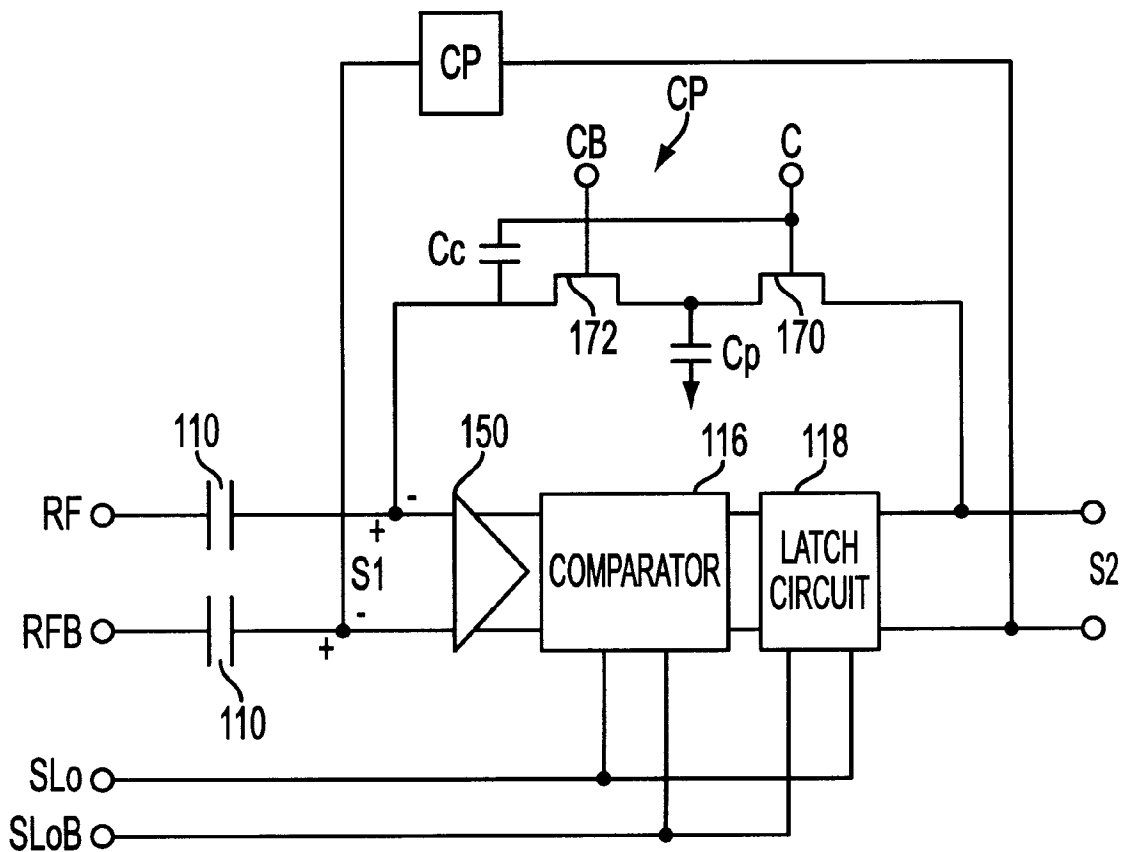 CP
CP
CB
C
Cc
172
170
Cp
110
150
116
118
RF
-
+
S1
COMPARATOR
LATCH
CIRCUIT
S2
-
RFB
+
110
SLo
SLoB